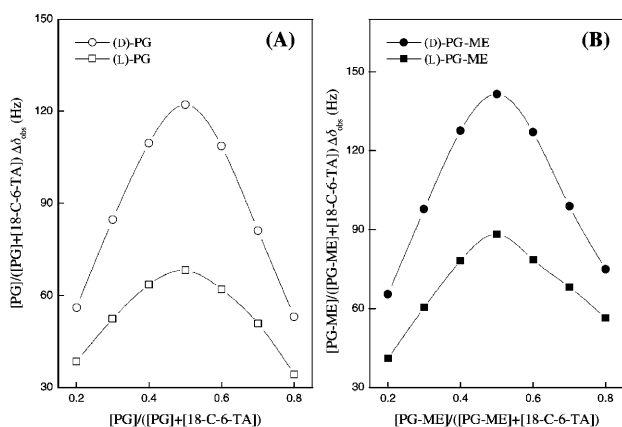 150
120
90
60
30
0.2
0.4
0.6
0.8
[PG]/([PG]+[18-C-6-TA]) Δδobs (Hz)
[PG]/([PG]+[18-C-6-TA])
(D)-PG
(L)-PG
(A)
150
120
90
60
30
0.2
0.4
0.6
0.8
[PG-ME]/([PG-ME]+[18-C-6-TA]) Δδobs (Hz)
[PG-ME]/([PG-ME]+[18-C-6-TA])
(D)-PG-ME
(L)-PG-ME
(B)